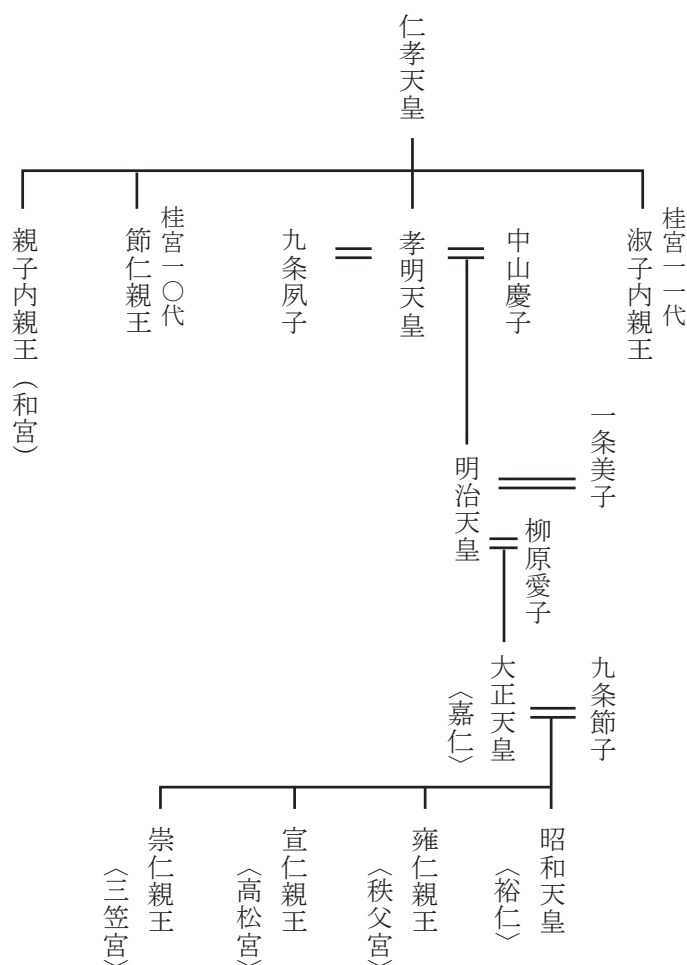 仁孝天皇
桂宮一一代
淑子内親王
中山慶子
孝明天皇
九条夙子
桂宮一〇代
節仁親王
親子内親王（和宮）
一条美子
明治天皇
柳原愛子
九条節子
大正天皇
〈嘉仁〉
昭和天皇
〈裕仁〉
雍仁親王
〈秩父宮〉
宣仁親王
〈高松宮〉
崇仁親王
〈三笠宮〉